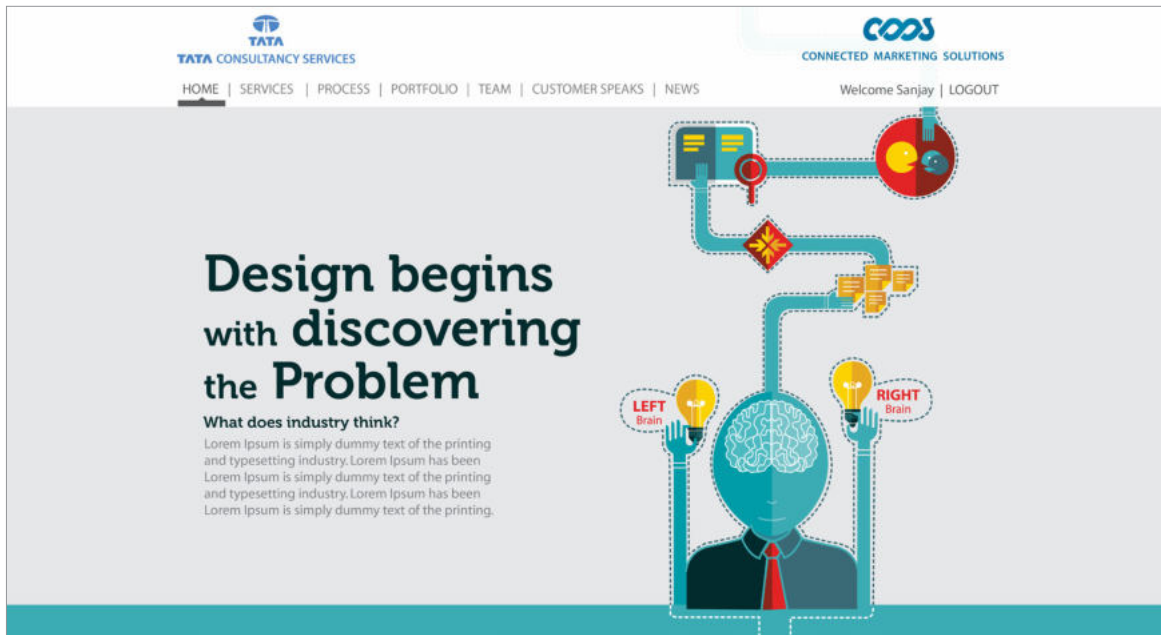 TATA
TATA CONSULTANCY SERVICES
COOS
CONNECTED MARKETING SOLUTIONS
HOME | SERVICES | PROCESS | PORTFOLIO | TEAM | CUSTOMER SPEAKS | NEWS
Welcome Sanjay | LOGOUT
Design begins
with discovering
the Problem
What does industry think?
Lorem Ipsum is simply dummy text of the printing
and typesetting industry. Lorem Ipsum has been
Lorem Ipsum is simply dummy text of the printing
and typesetting industry. Lorem Ipsum has been
Lorem Ipsum is simply dummy text of the printing.
LEFT
Brain
RIGHT
Brain